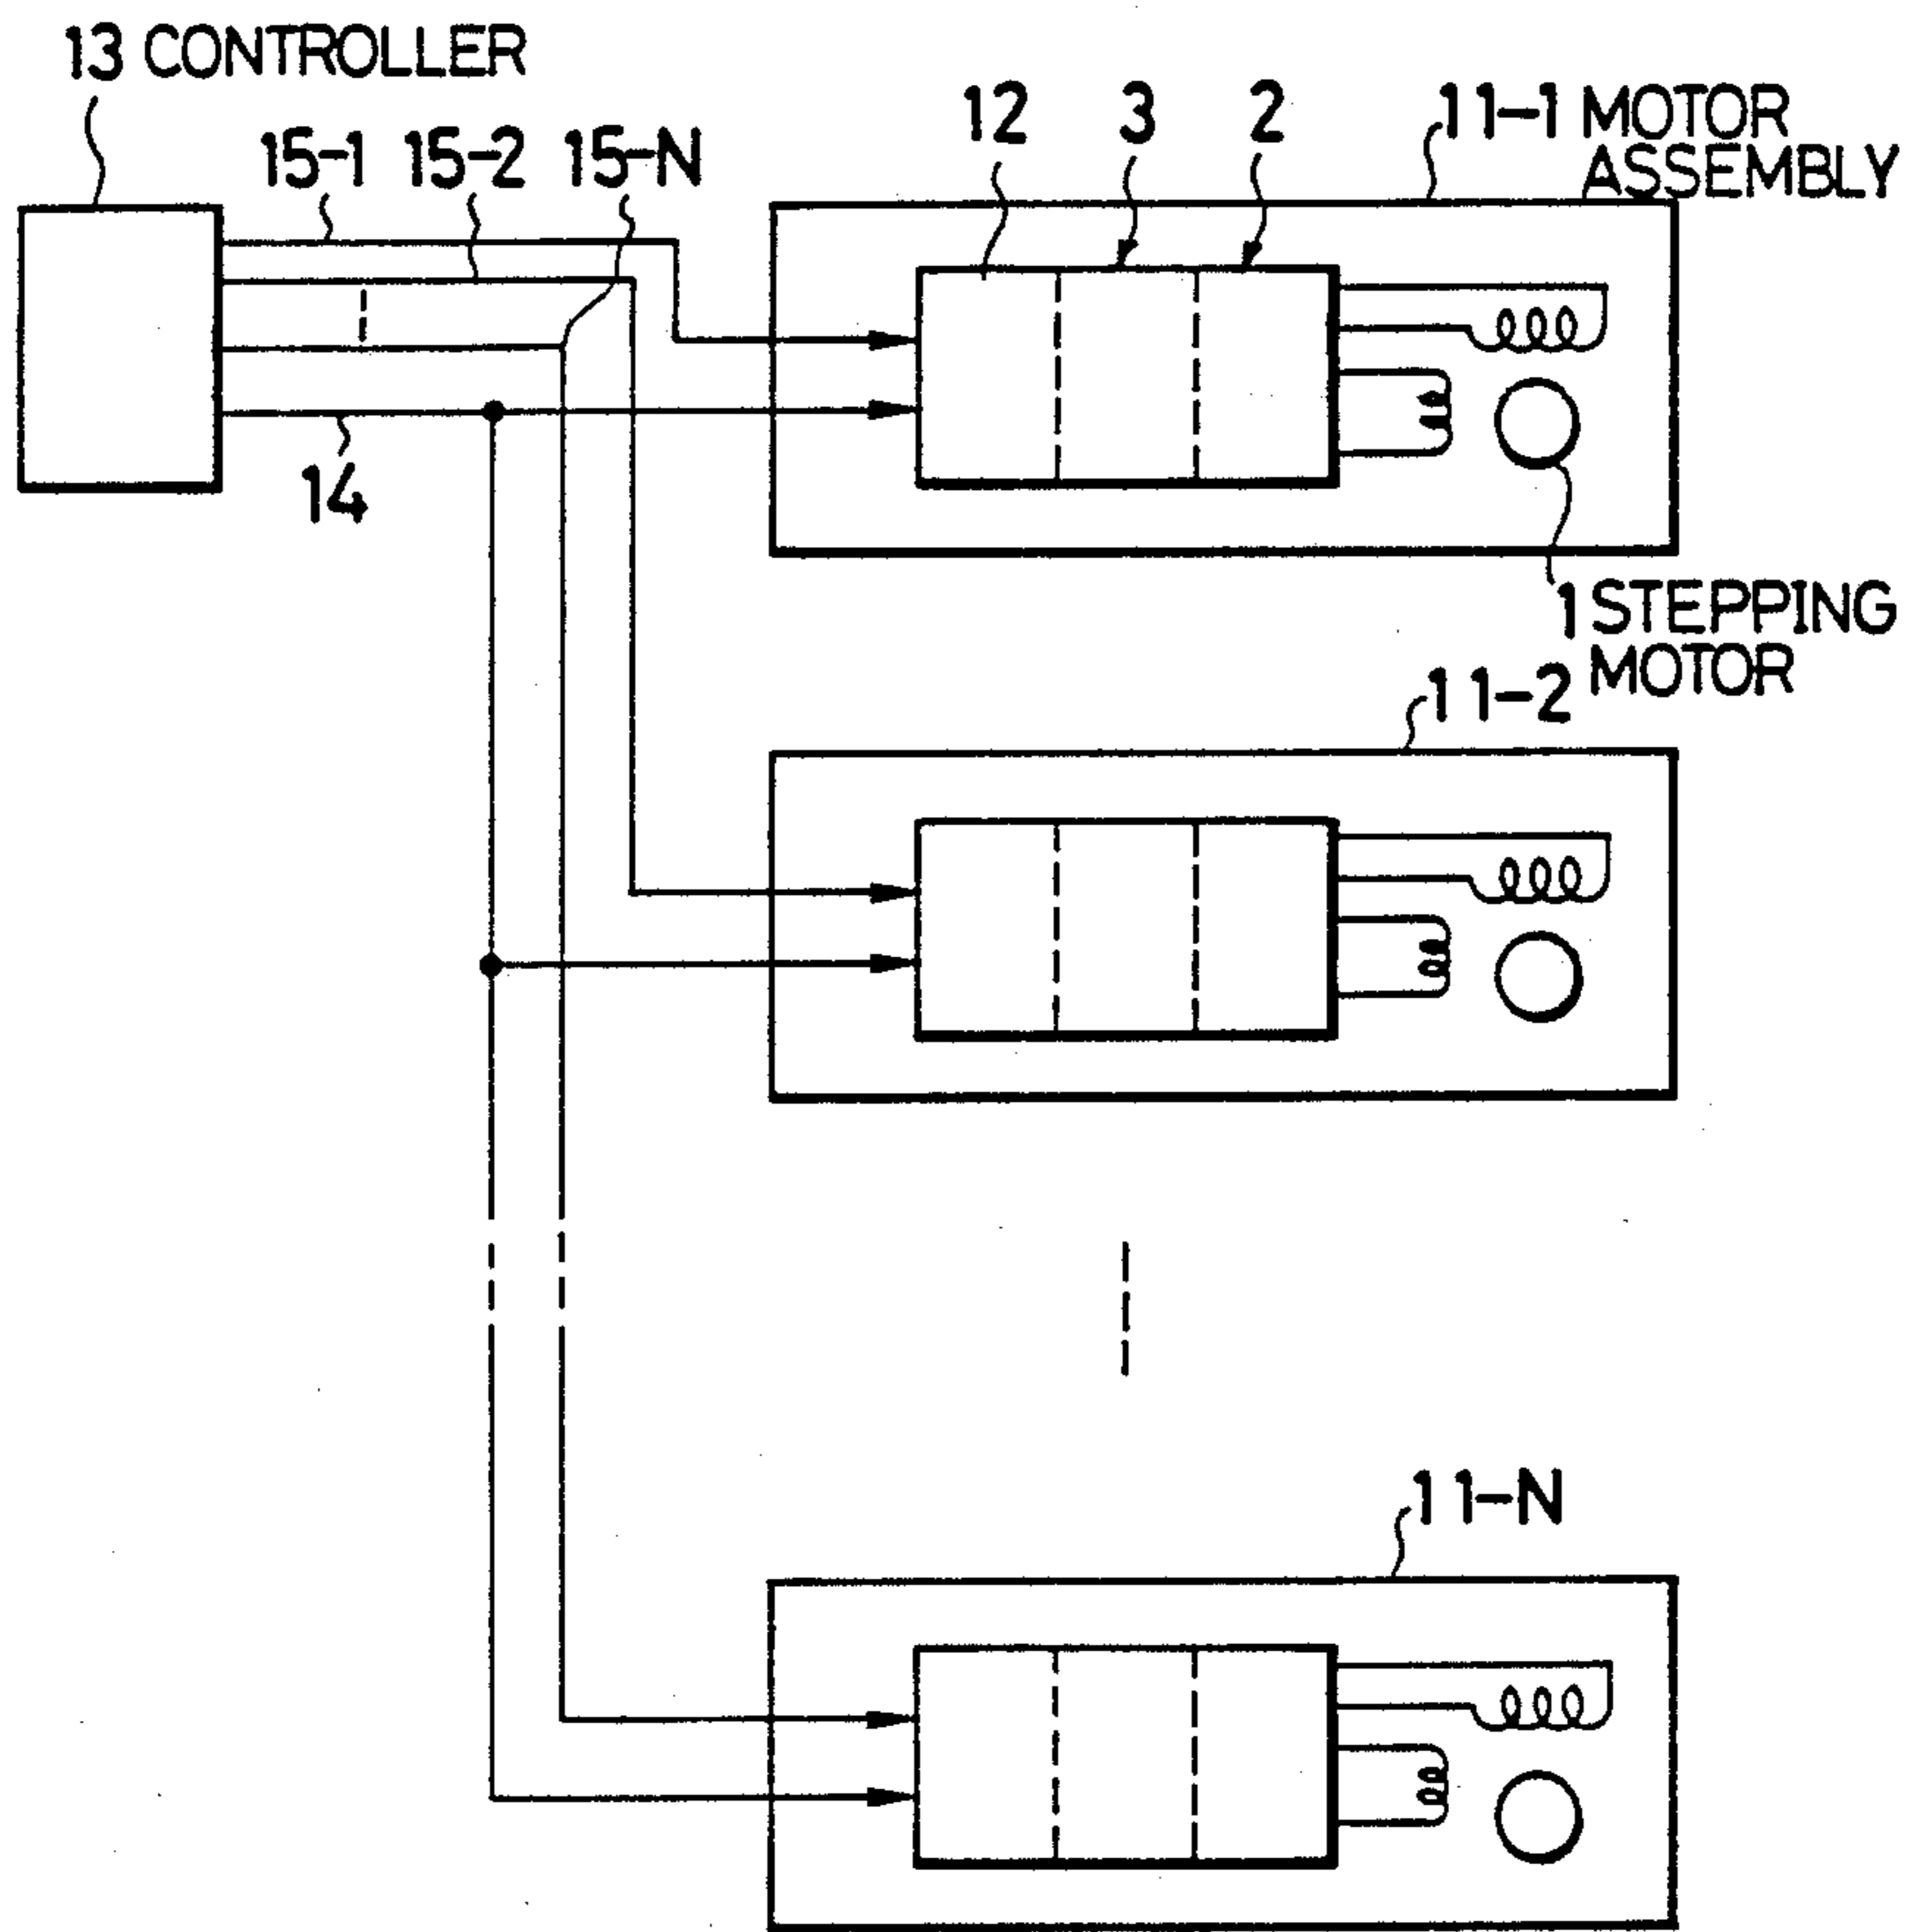 13 CONTROLLER
15-1 15-2 15-N
12 3 2
11-1 MOTOR
ASSEMBLY
14
1 STEPPING
MOTOR
11-2
11-N